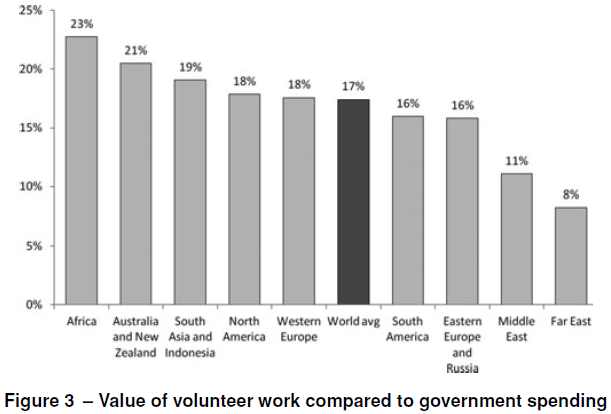 25%
20%
15%
10%
5%
0%
23%
21%
19%
18%
18%
17%
16%
16%
11%
8%
Africa
Australia
and New
Zealand
South
Asia and
Indonesia
North
America
Western
Europe
World avg
South
America
Eastern
Europe
and
Russia
Middle
East
Far East
Figure 3 – Value of volunteer work compared to government spending